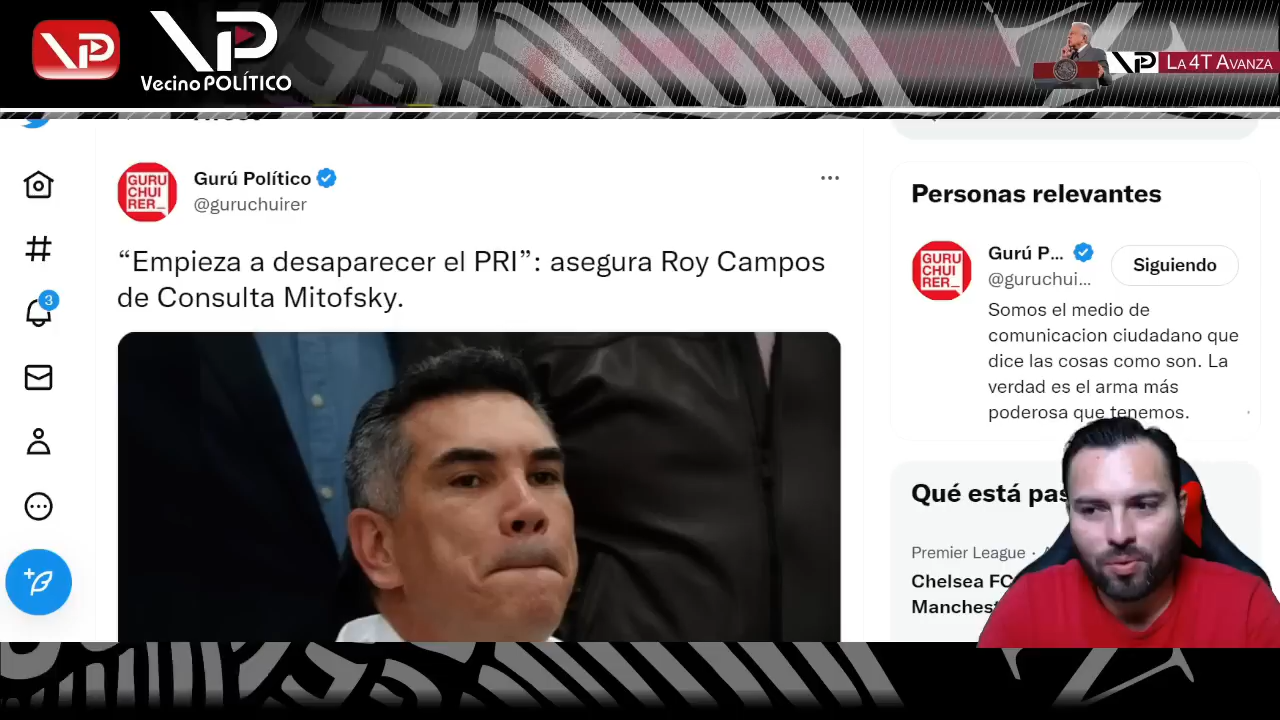 VP
VP
Vecino POLÍTICO
VP LA 4T AVANZA
GURU
CHUI
RER_
Gurú Político
@guruchuirer
“Empieza a desaparecer el PRI”: asegura Roy Campos
de Consulta Mitofsky.
3
Personas relevantes
GURU
CHUI
RER_
Gurú P...
@guruchui...
Siguiendo
Somos el medio de
comunicacion ciudadano que
dice las cosas como son. La
verdad es el arma más
poderosa que tenemos.
Qué está pas
Premier League ·
Chelsea FC
Manchest